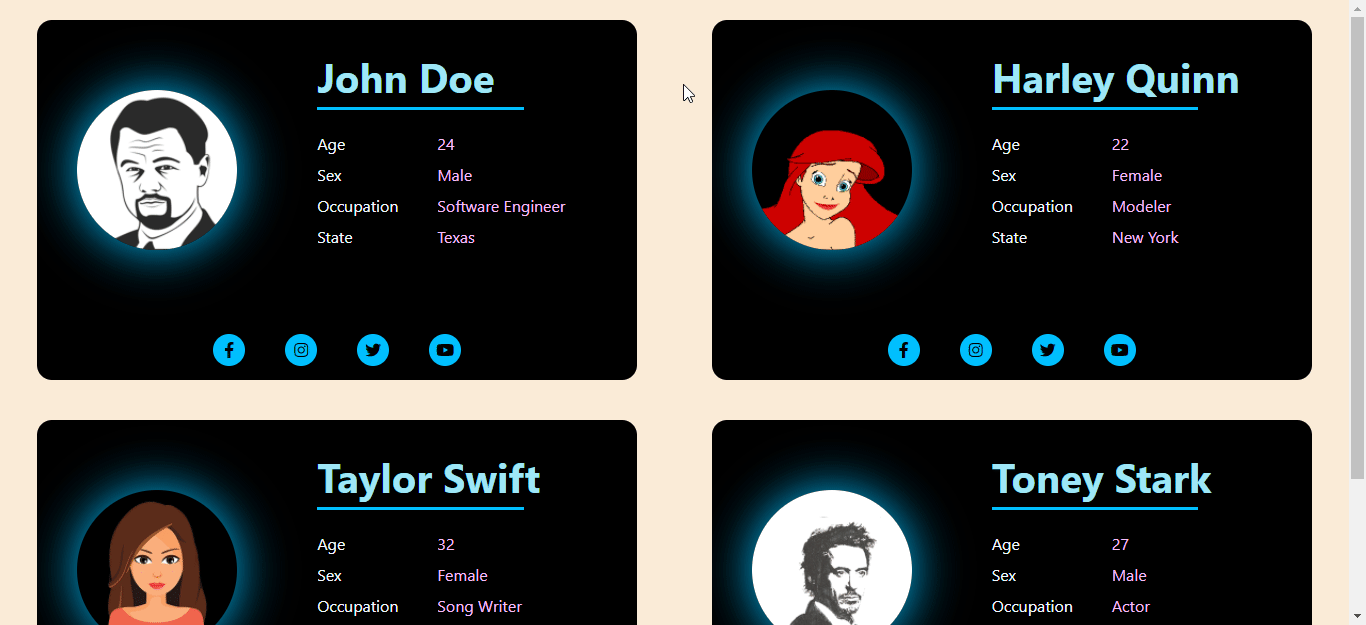 John Doe
Age 24
Sex Male
Occupation Software Engineer
State Texas
Harley Quinn
Age 22
Sex Female
Occupation Modeler
State New York
Taylor Swift
Age 32
Sex Female
Occupation Song Writer
Toney Stark
Age 27
Sex Male
Occupation Actor